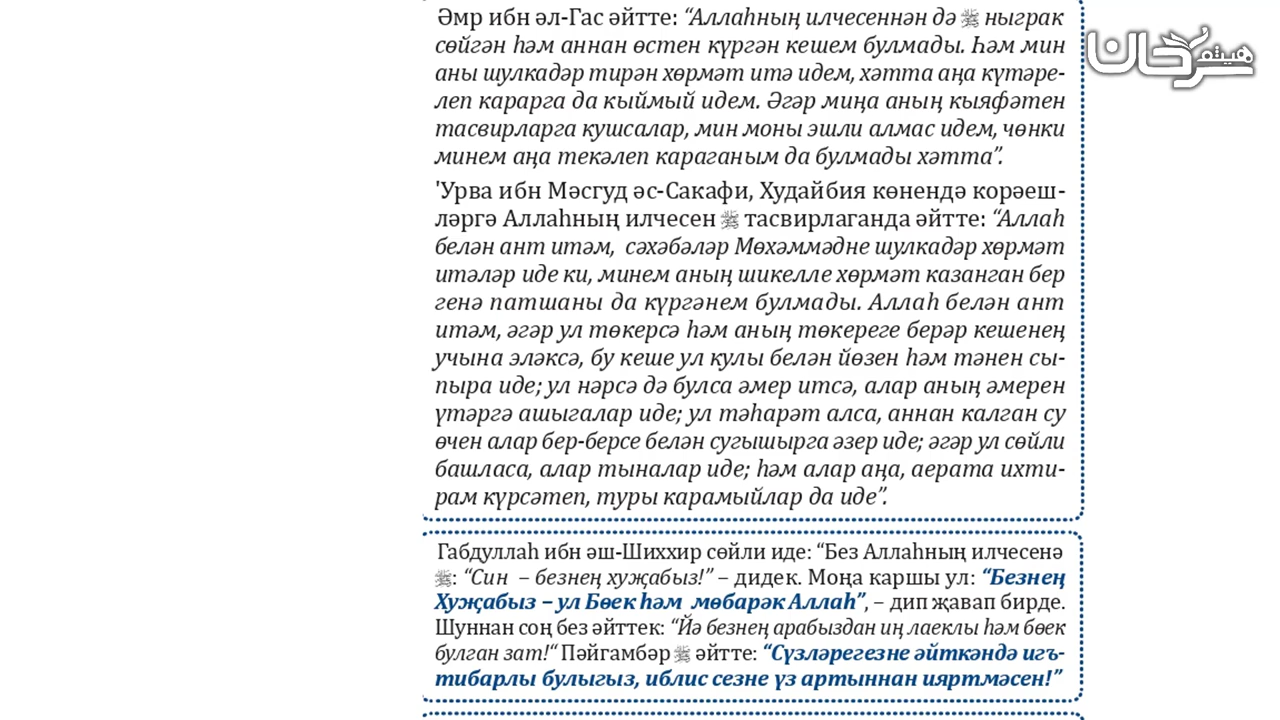 Әмр ибн әл-Гас әйтте: “Аллаһның илчесеннән дә ﷺ ныграк
сөйгән һәм аннан өстен күргән кешем булмады. Һәм мин
аны шулкадәр тирән хөрмәт итә идем, хәтта аңа күтәре-
леп карарга да кыймый идем. Әгәр миңа аның кыяфәтен
тасвирларга кушсалар, мин моны эшли алмас идем, чөнки
минем аңа текәлеп караганым да булмады хәтта”.
'Урва ибн Мәсгуд әс-Сакафи, Худайбия көнендә корәеш-
ләргә Аллаһның илчесен ﷺ тасвирлаганда әйтте: “Аллаһ
белән ант итәм, сәхәбәләр Мөхәммәдне шулкадәр хөрмәт
итәләр иде ки, минем аның шикелле хөрмәт казанган бер
генә патшаны да күргәнем булмады. Аллаһ белән ант
итәм, әгәр ул төкерсә һәм аның төкереге берәр кешенең
учына эләксә, бу кеше ул кулы белән йөзен һәм тәнен сы-
пыра иде; ул нәрсә дә булса әмер итсә, алар аның әмерен
үтәргә ашыгалар иде; ул тәһарәт алса, аннан калган су
өчен алар бер-берсе белән сугышырга әзер иде; әгәр ул сөйли
башласа, алар тыналар иде; һәм алар аңа, аерата ихти-
рам күрсәтеп, туры карамыйлар да иде”.
Габдуллаһ ибн әш-Шиххир сөйли иде: “Без Аллаһның илчесенә
ﷺ: “Син – безнең хуҗабыз!” – дидек. Моңа каршы ул: “Безнең
Хуҗабыз – ул Бөек һәм мөбарәк Аллаһ”, – дип җавап бирде.
Шуннан соң без әйттек: “Йә безнең арабыздан иң лаеклы һәм бөек
булган зат!“ Пәйгамбәр ﷺ әйтте: “Сүзләрегезне әйткәндә игъ-
тибарлы булыгыз, иблис сезне үз артыннан ияртмәсен!”